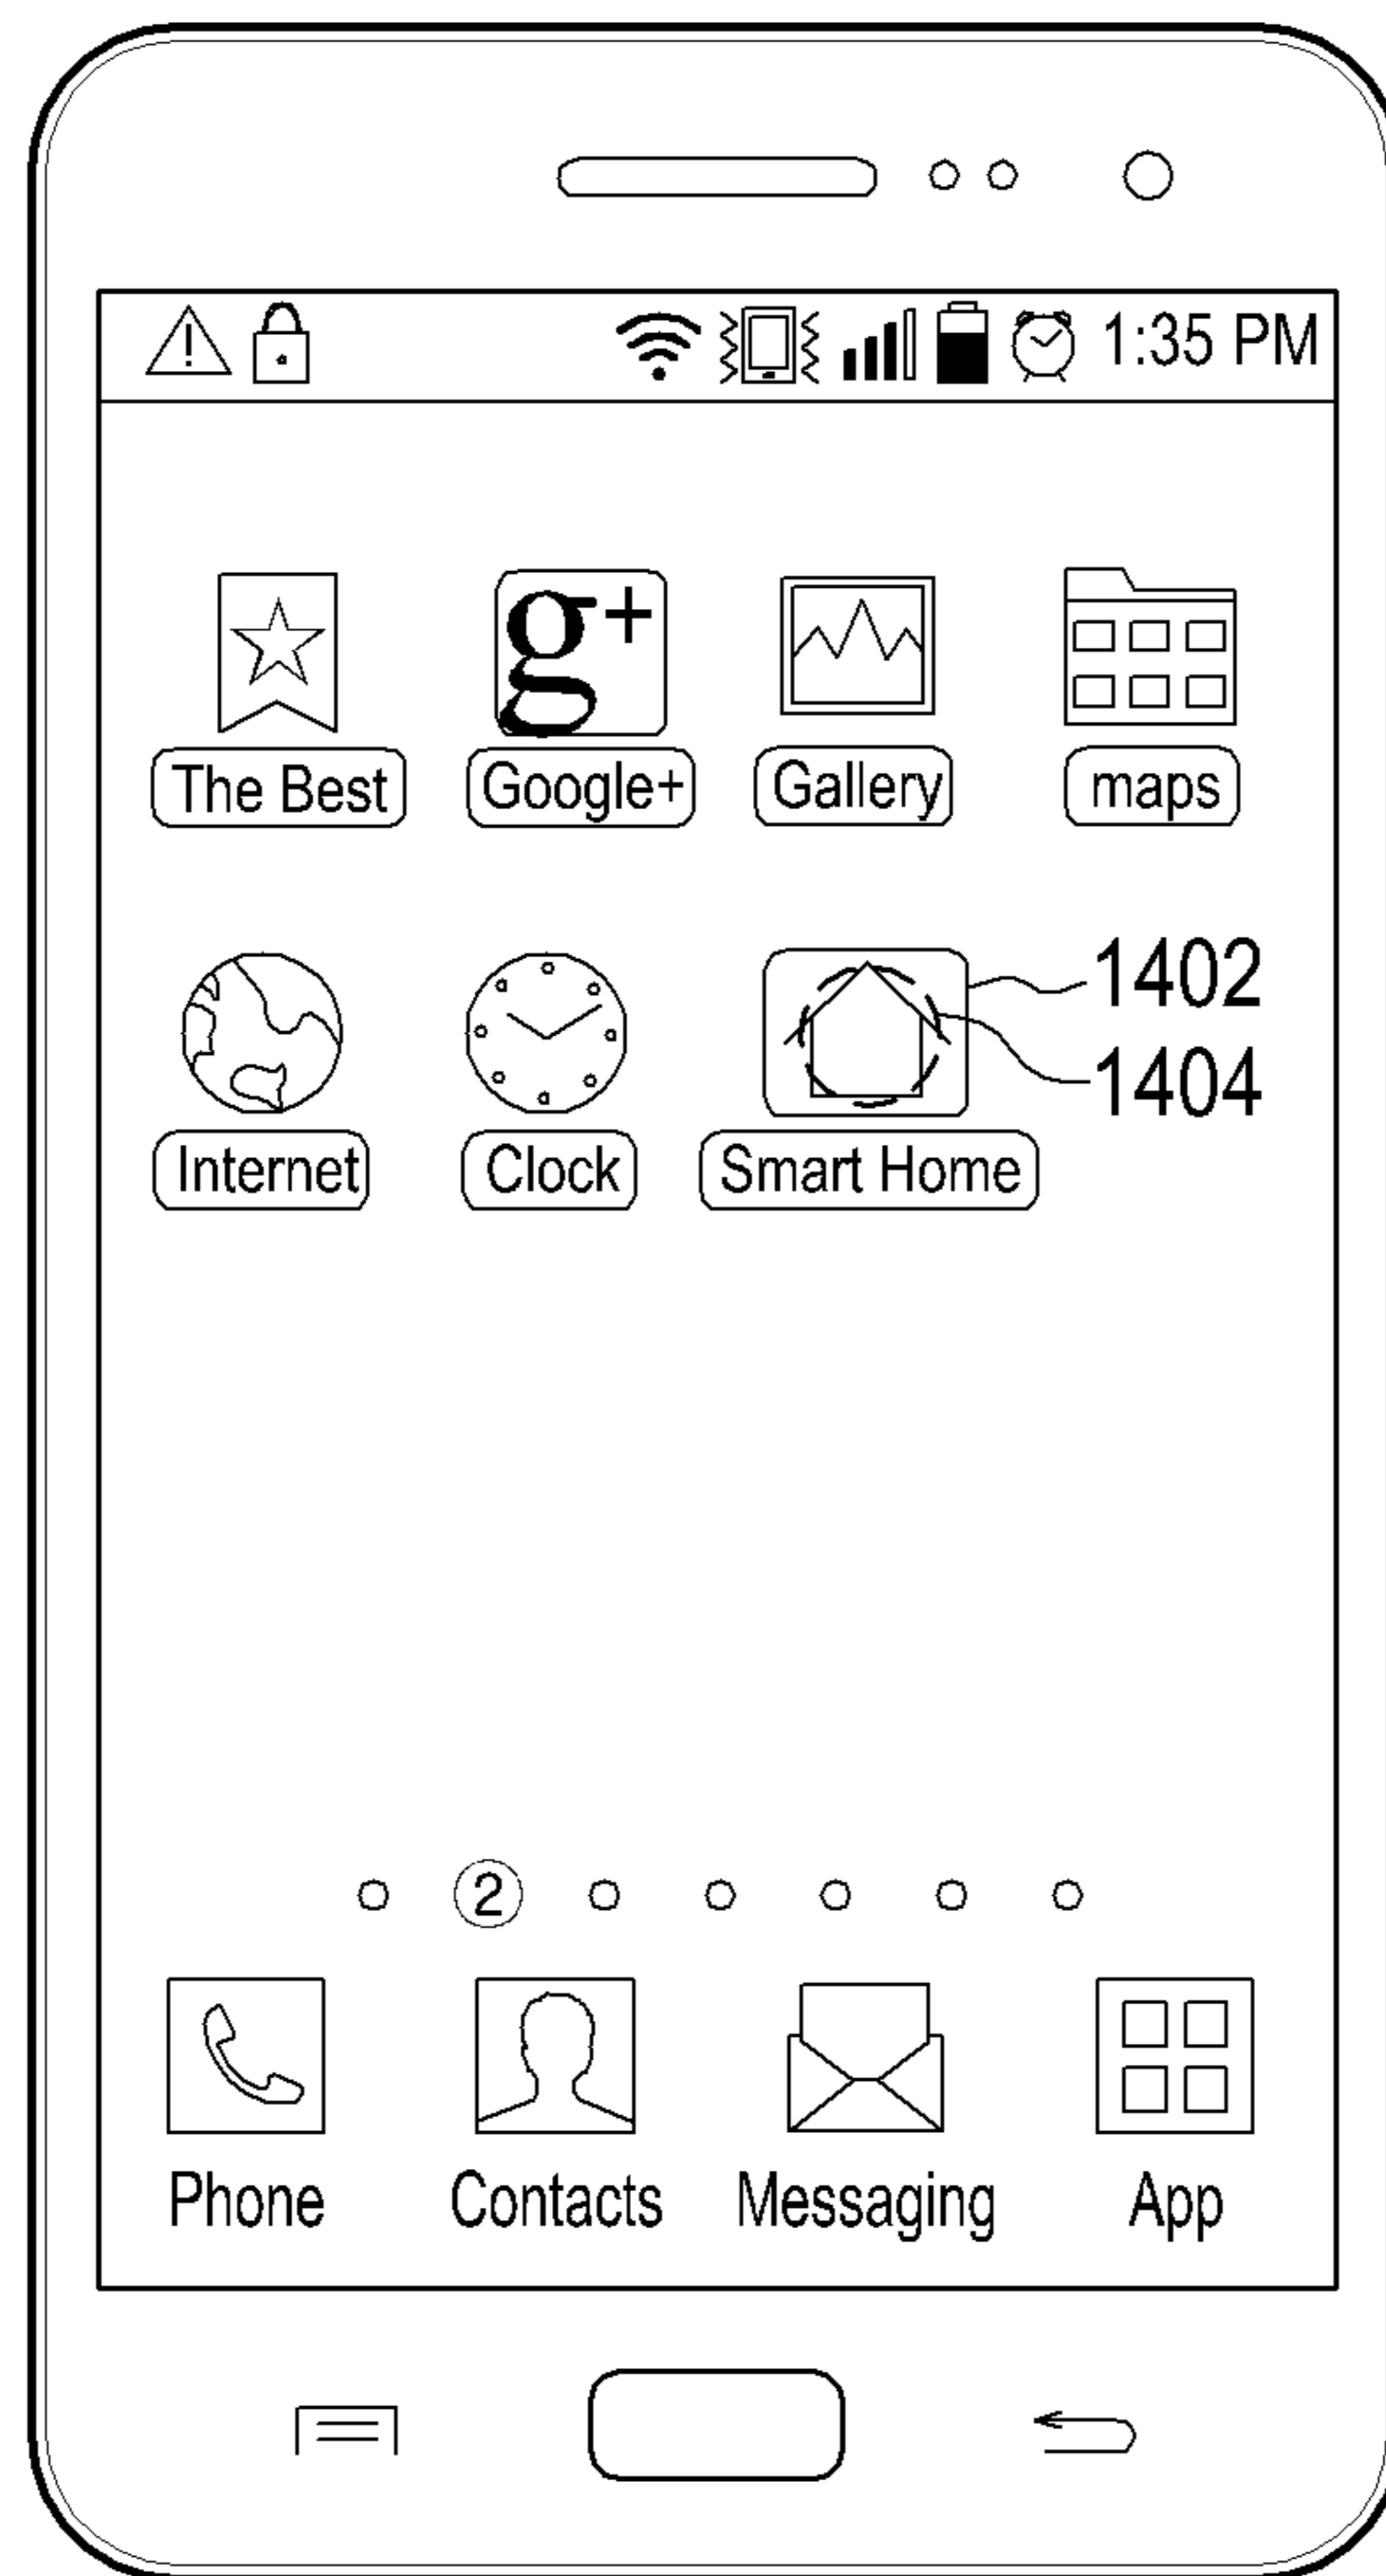 1:35 PM
g+
The Best Google+ Gallery maps
1402
1404
Internet Clock Smart Home
2
Phone Contacts Messaging App